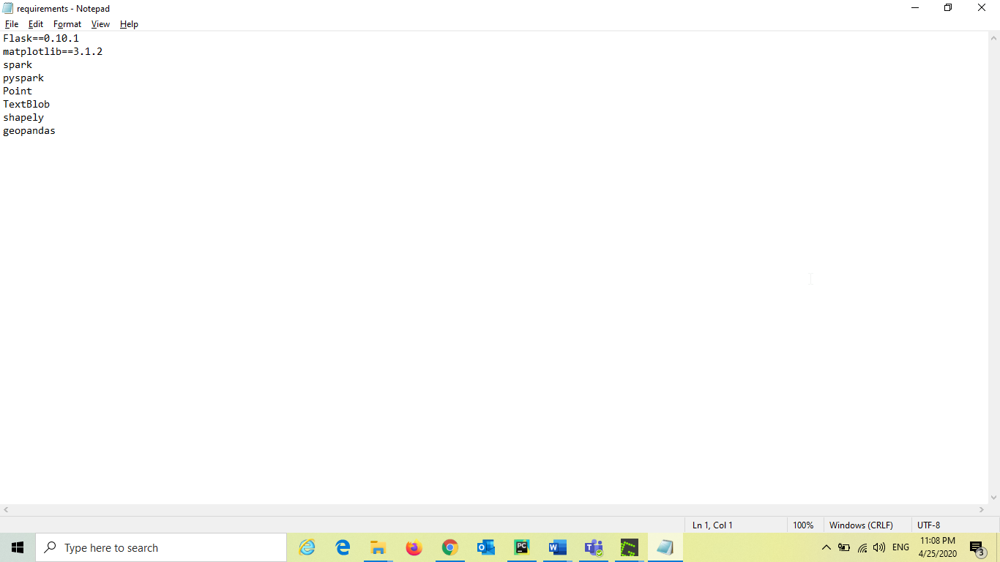 requirements - Notepad
File Edit Format View Help
Flask==0.10.1
matplotlib==3.1.2
spark
pyspark
Point
TextBlob
shapely
geopandas
Ln 1, Col 1 100% Windows (CRLF) UTF-8
Type here to search PC ENG 11:08 PM
4/25/2020 3